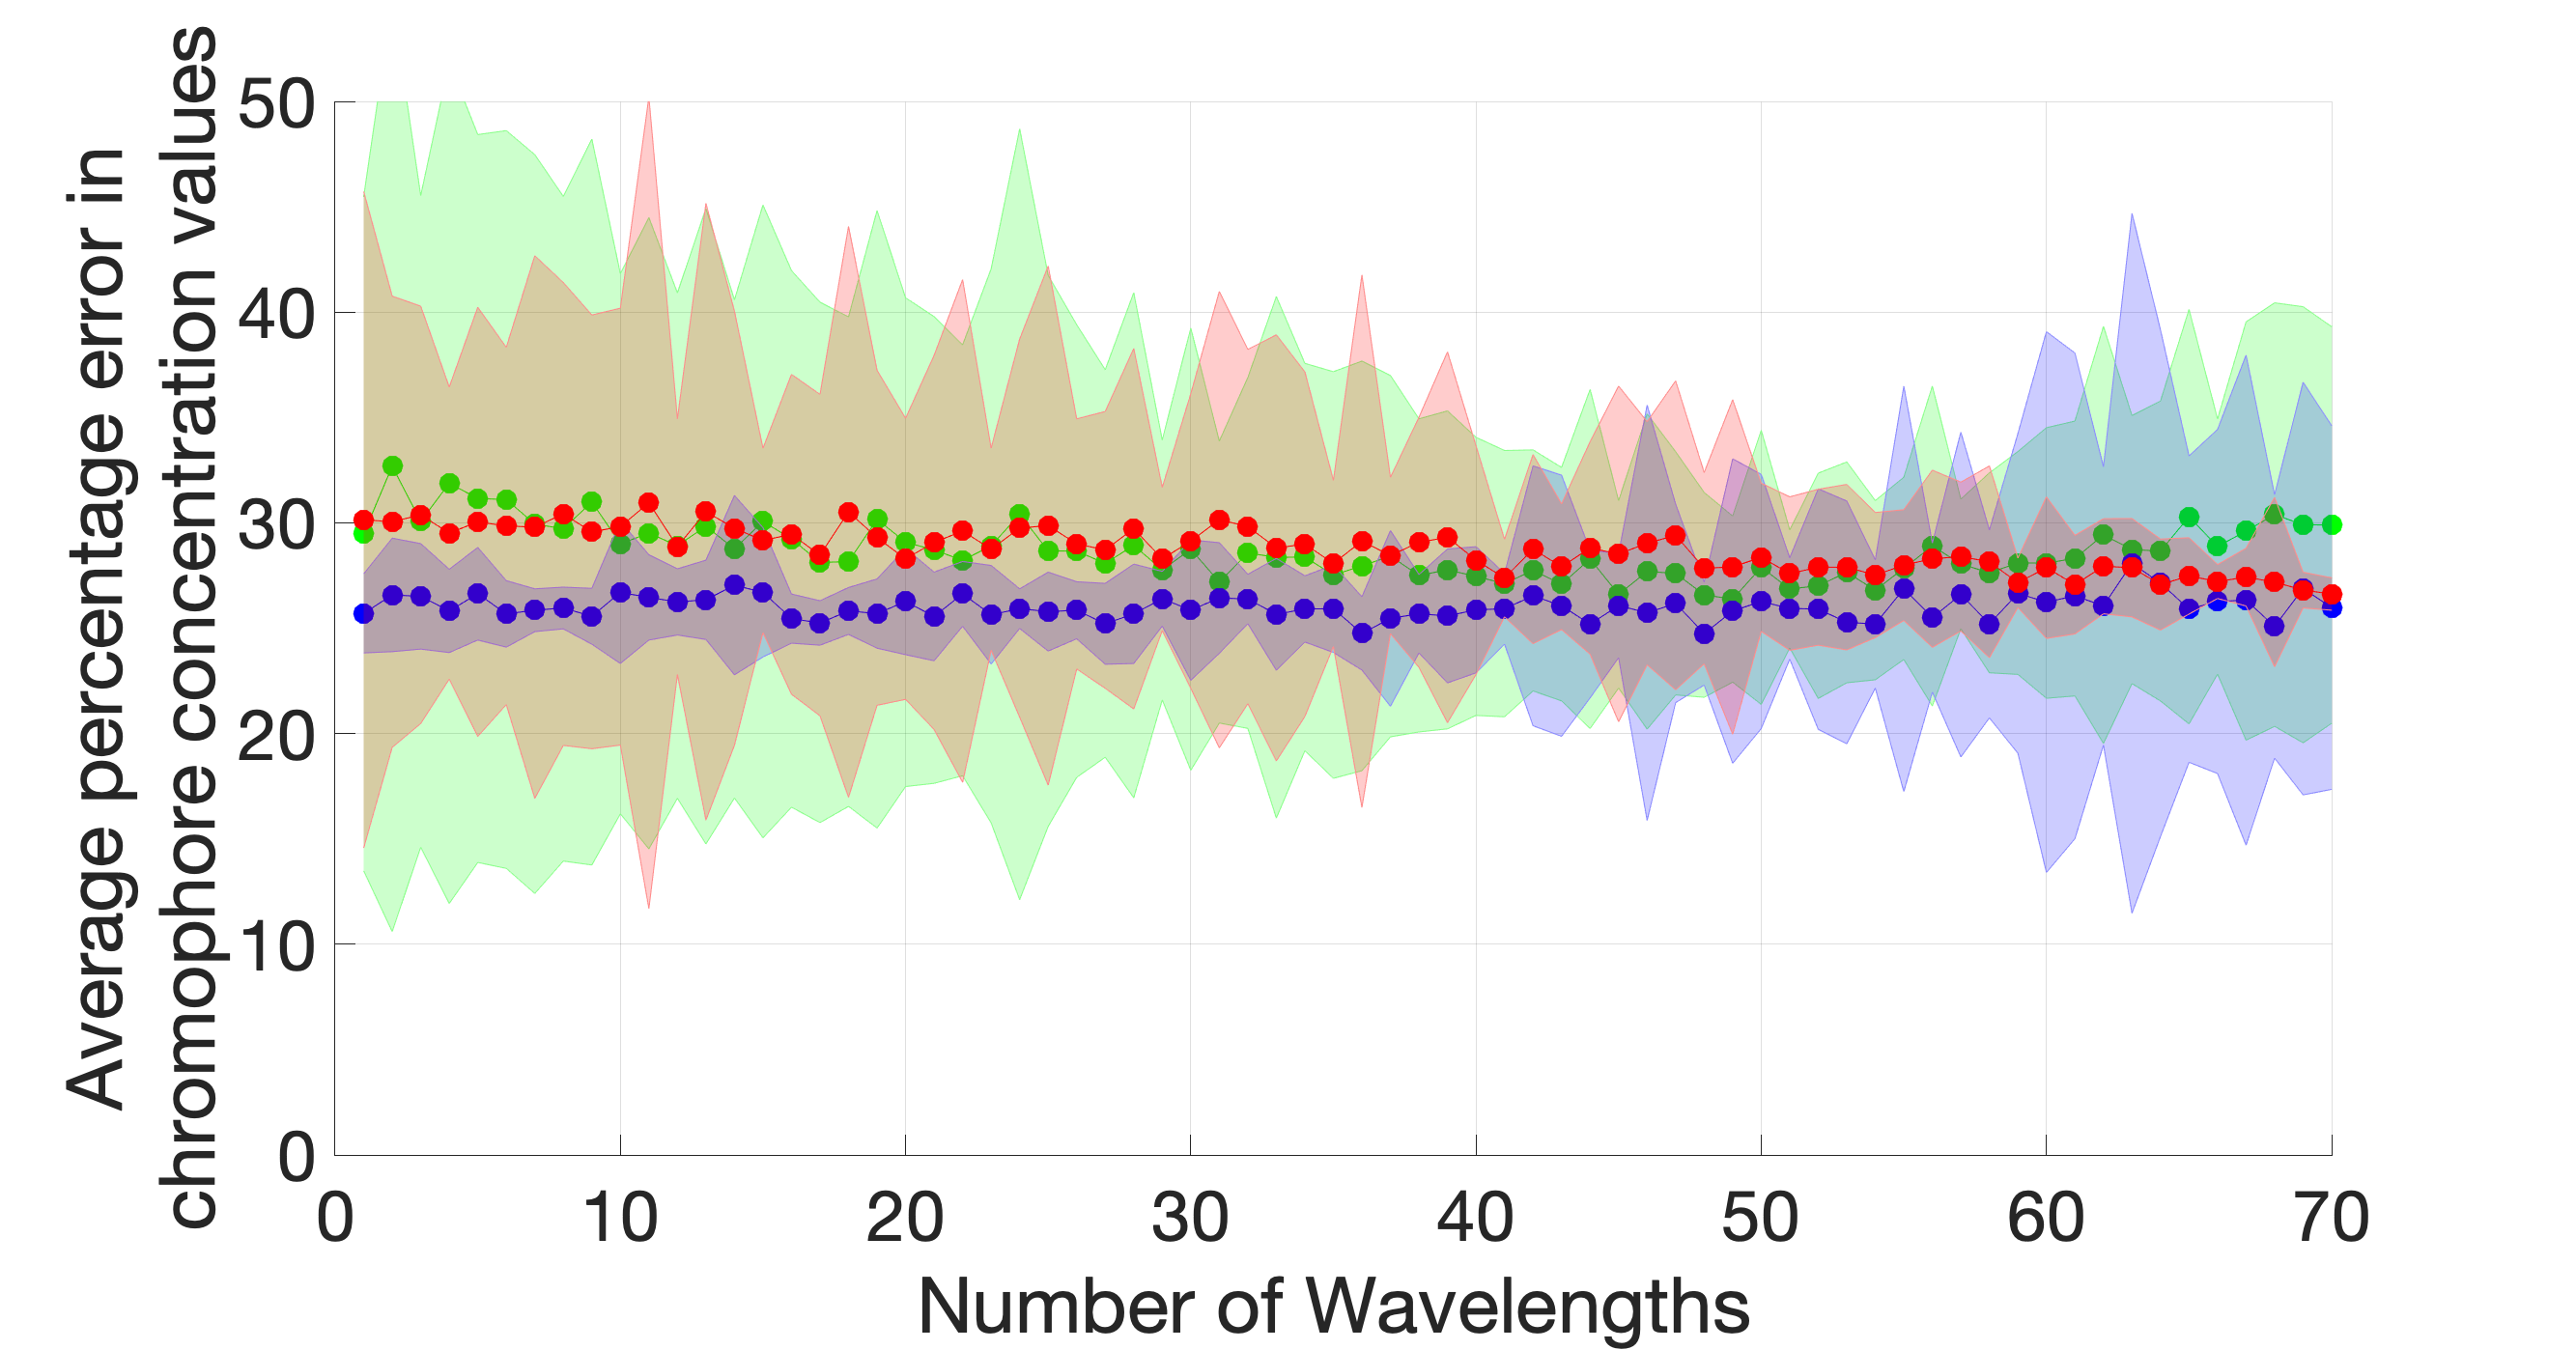 Average percentage error in
chromophore concentration values
50
40
30
20
10
0
0 10 20 30 40 50 60 70
Number of Wavelengths